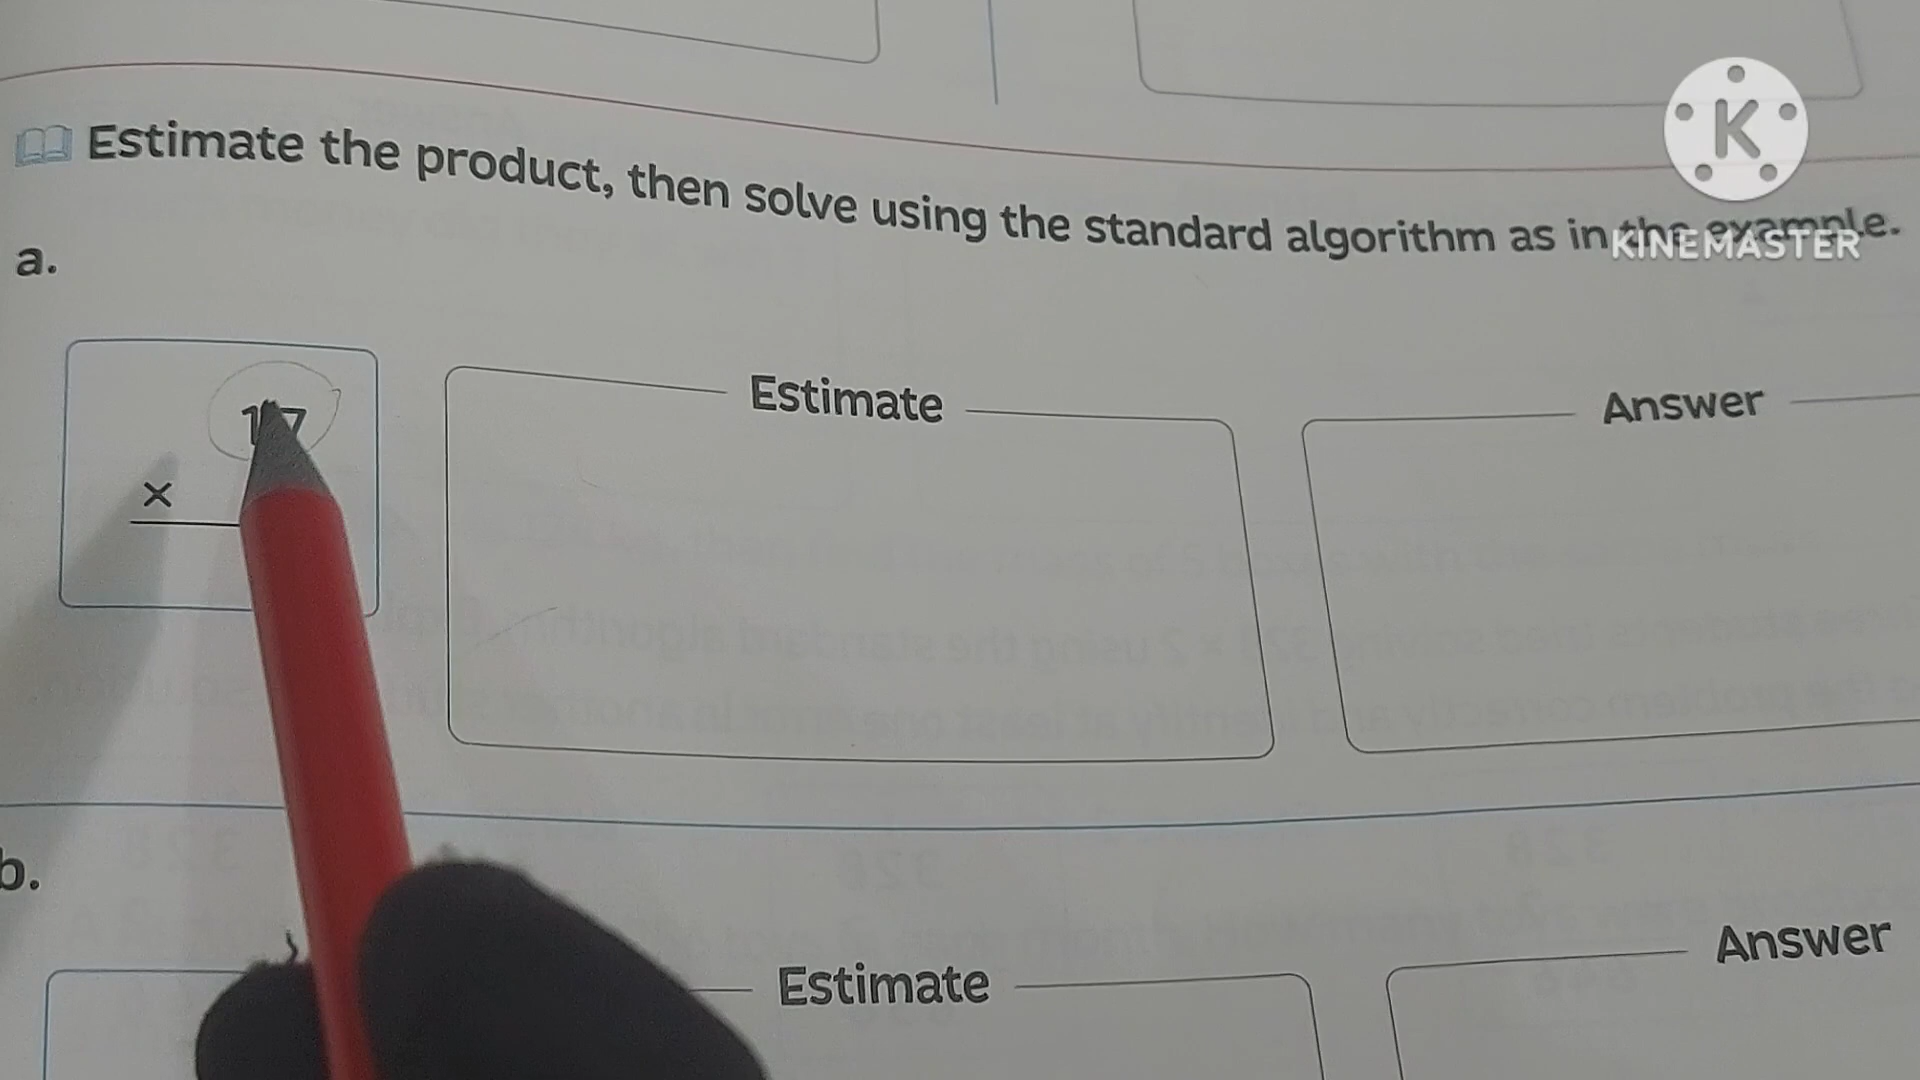 Estimate the product, then solve using the standard algorithm as in the example.
K
KINEMASTER
a.
×
Estimate
Answer
b.
Estimate
Answer